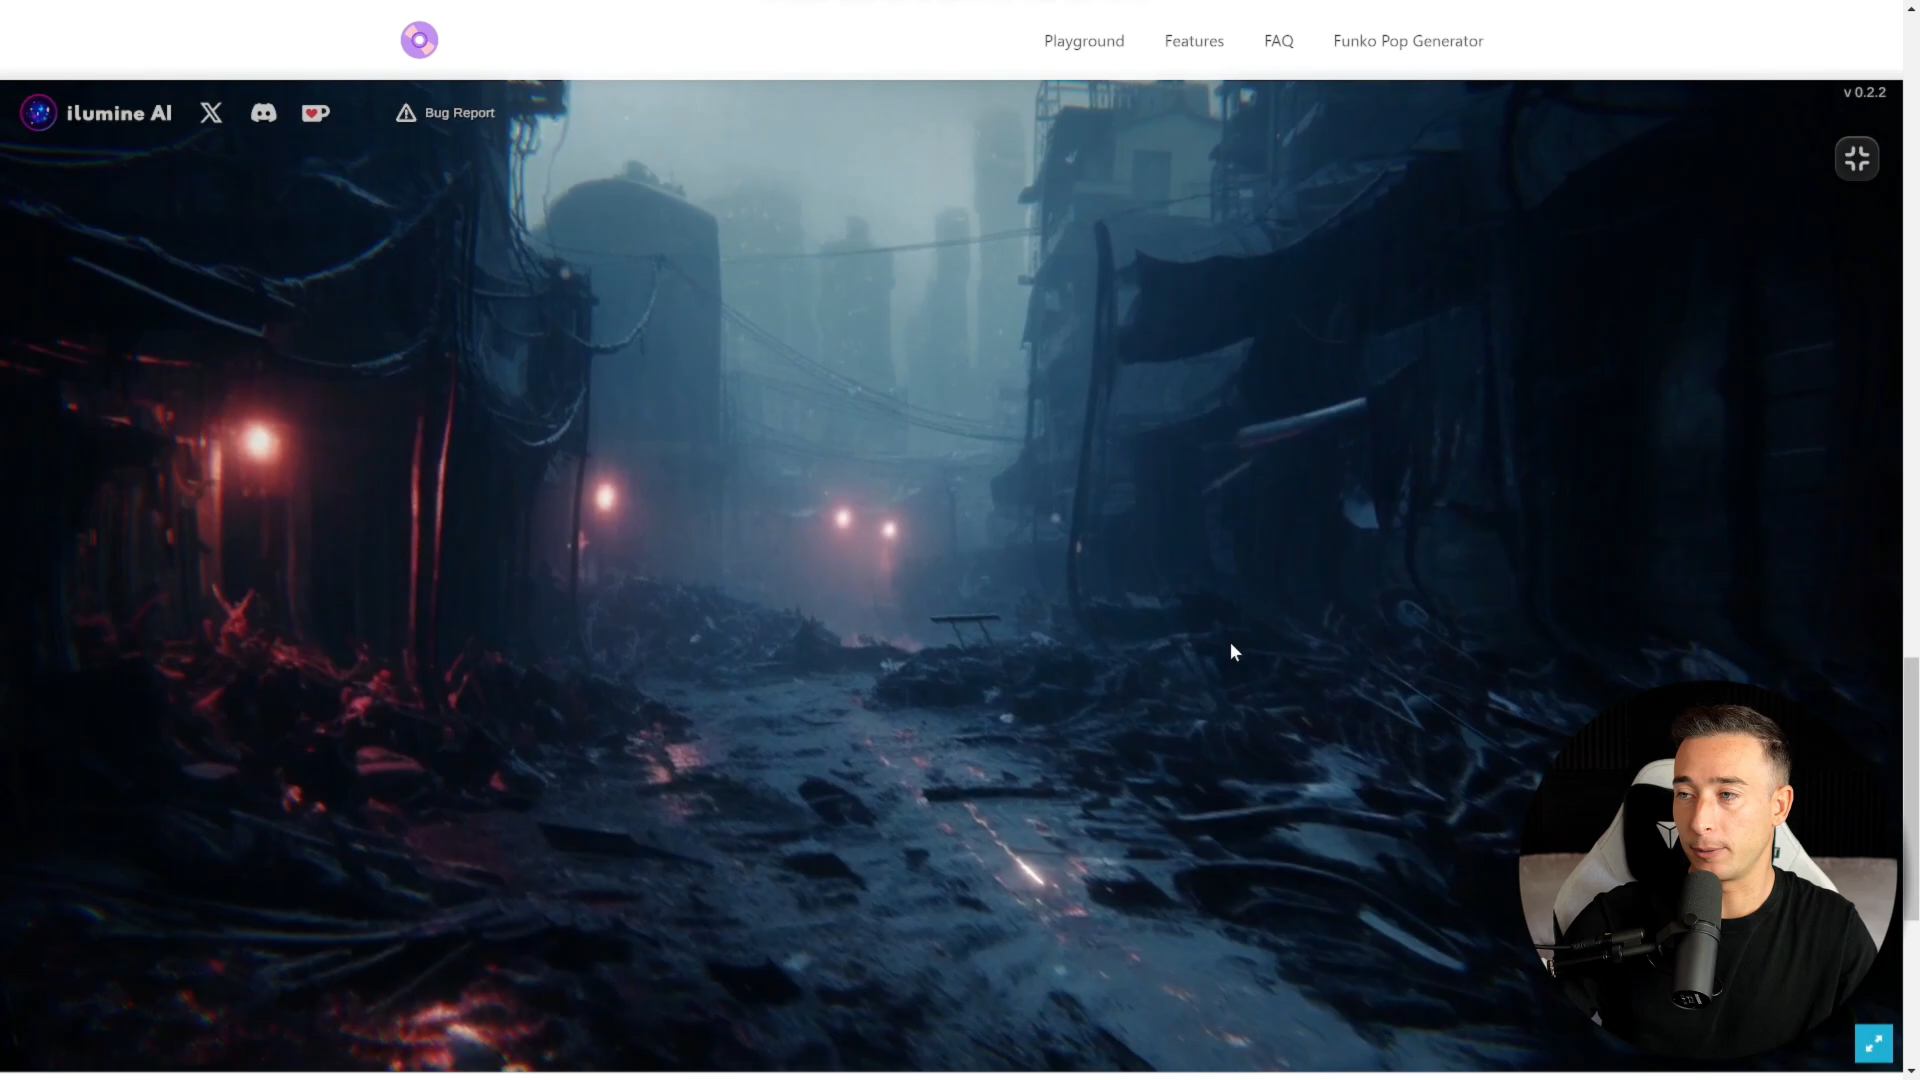 Playground Features FAQ Funko Pop Generator
ilumine AI Bug Report
v 0.2.2